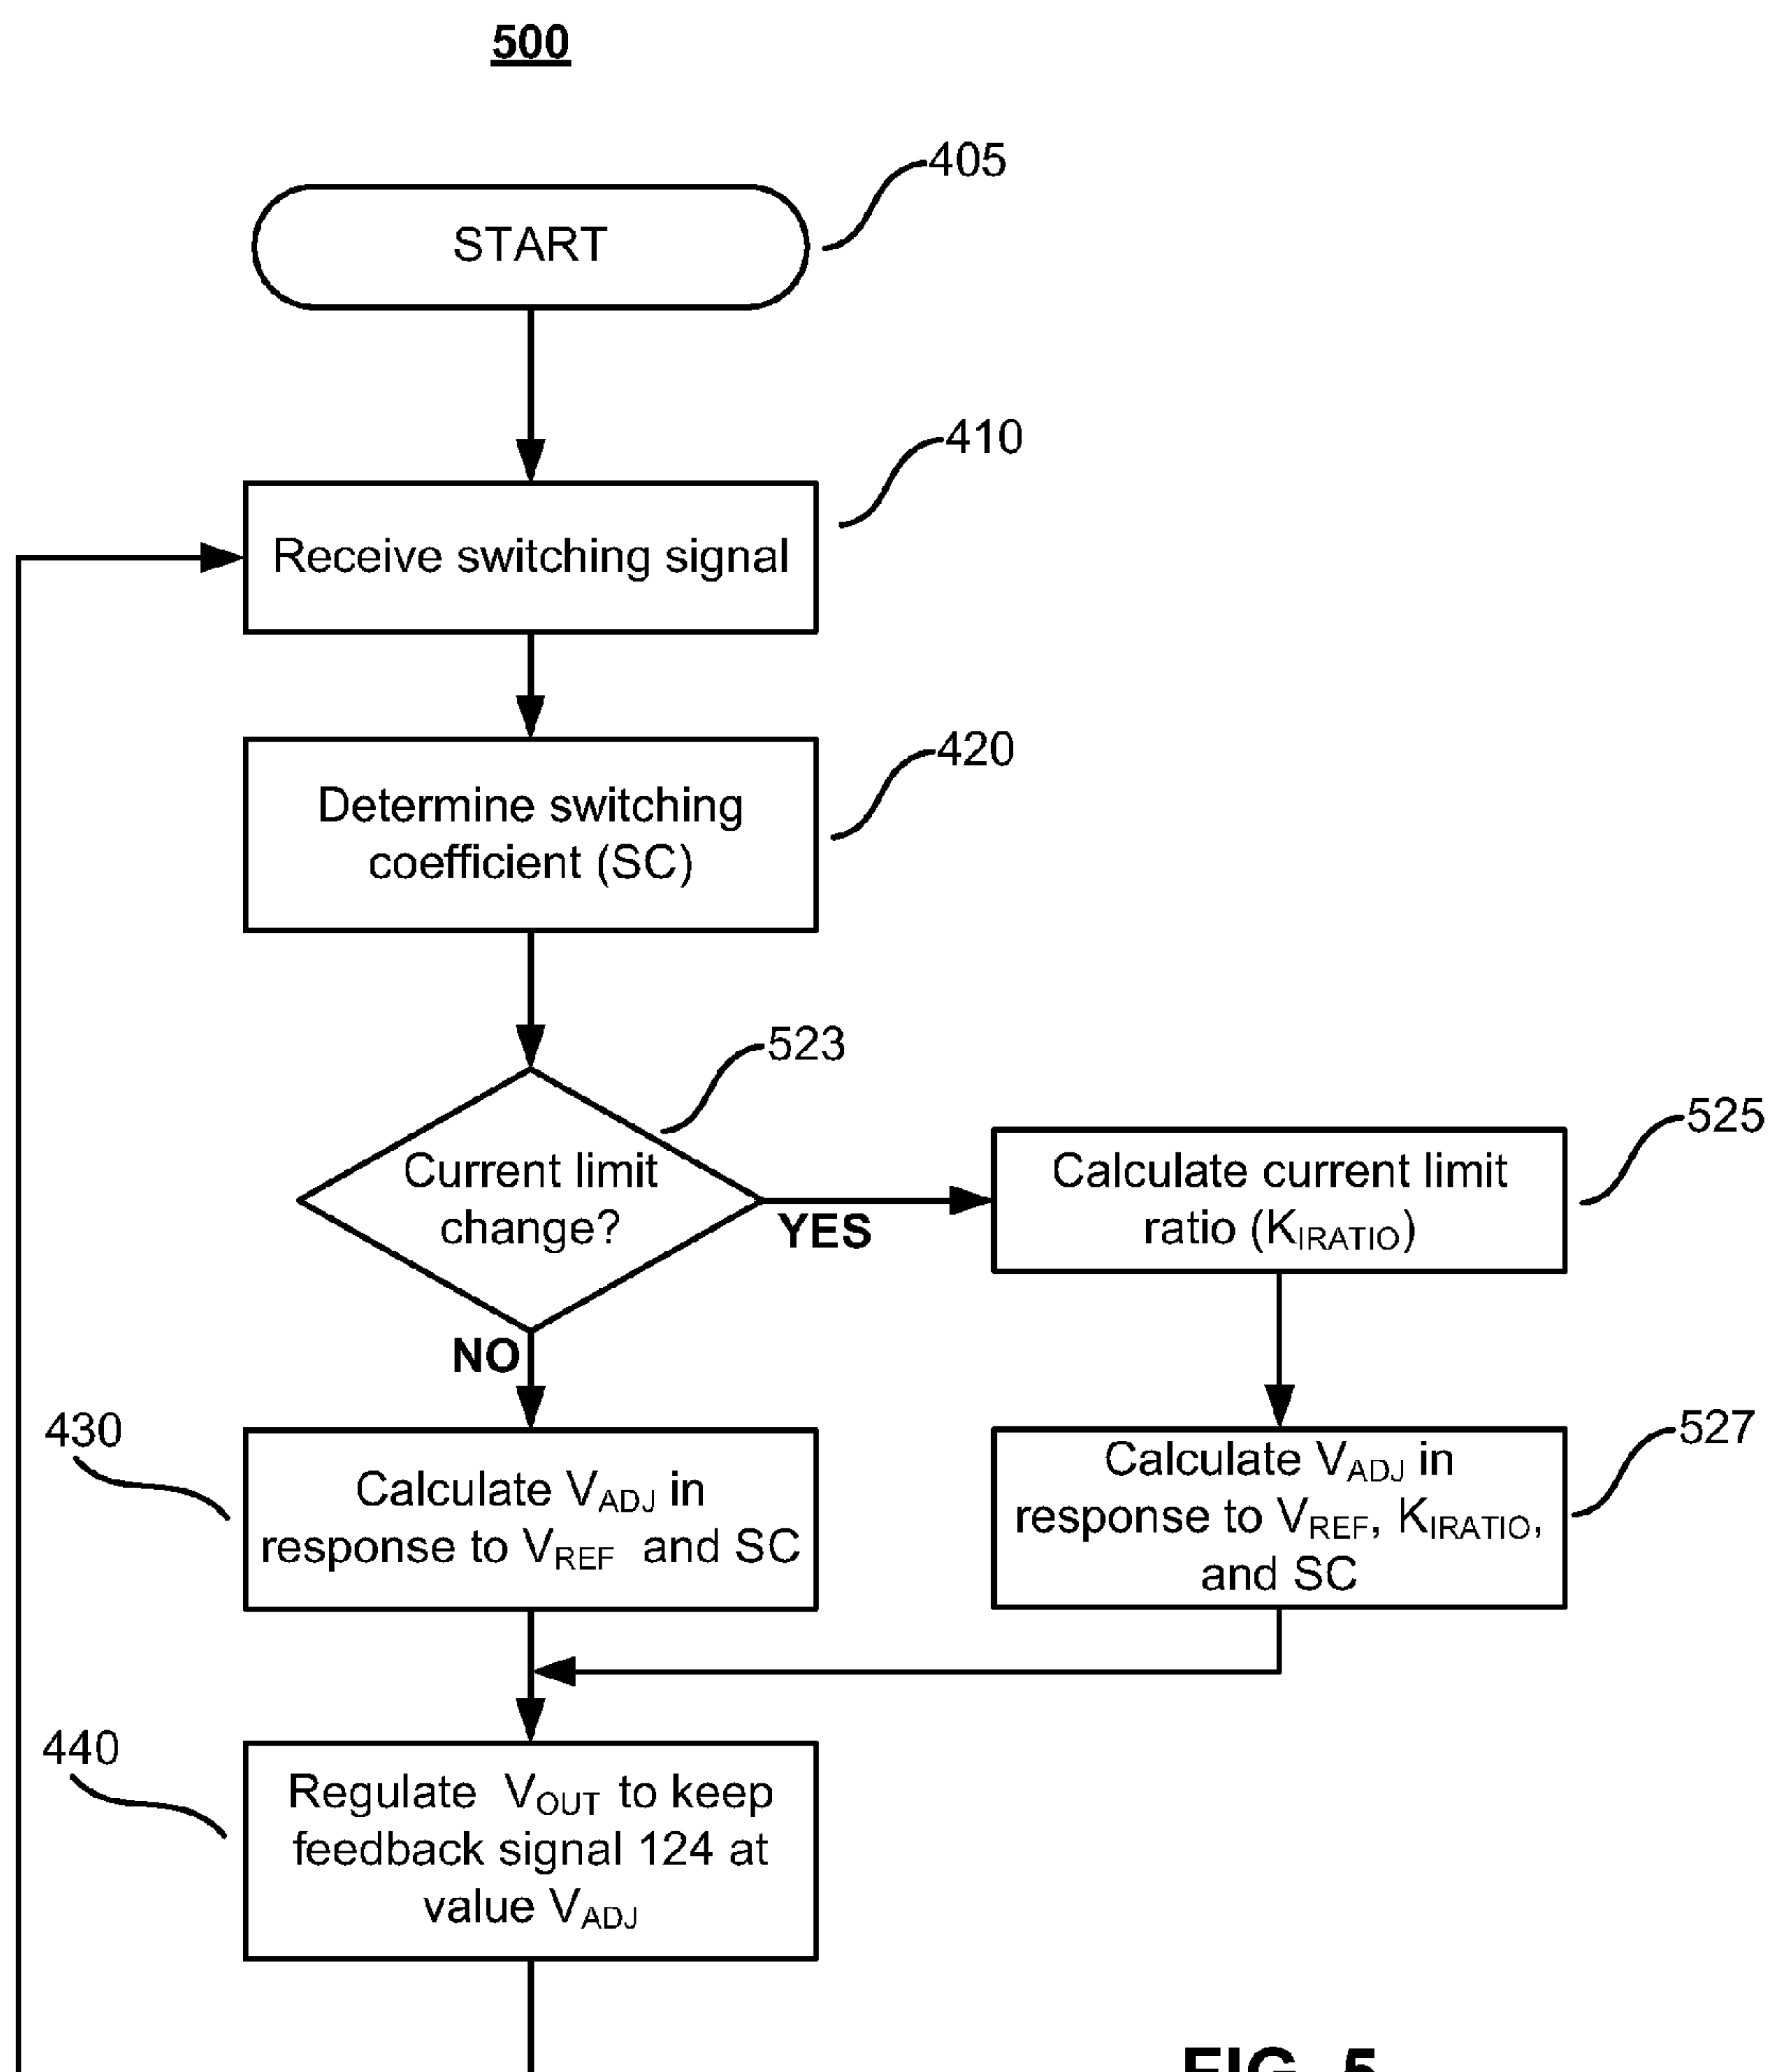 500
START
405
410
Receive switching signal
420
Determine switching
coefficient (SC)
523
Current limit
change?
YES
NO
525
Calculate current limit
ratio (KIRATIO)
430
Calculate VADJ in
response to VREF and SC
527
Calculate VADJ in
response to VREF, KIRATIO,
and SC
440
Regulate VOUT to keep
feedback signal 124 at
value VADJ
FIG. 5